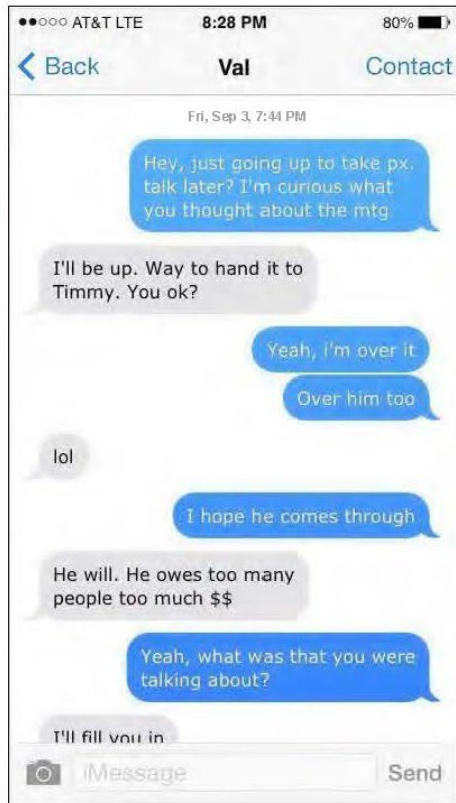 AT&T LTE 8:28 PM 80%
Back Val Contact
Fri, Sep 3, 7:44 PM
Hey, just going up to take px.
talk later? I'm curious what
you thought about the mtg
I'll be up. Way to hand it to
Timmy. You ok?
Yeah, i'm over it
Over him too
lol
I hope he comes through
He will. He owes too many
people too much $$
Yeah, what was that you were
talking about?
I'll fill you in
iMessage Send